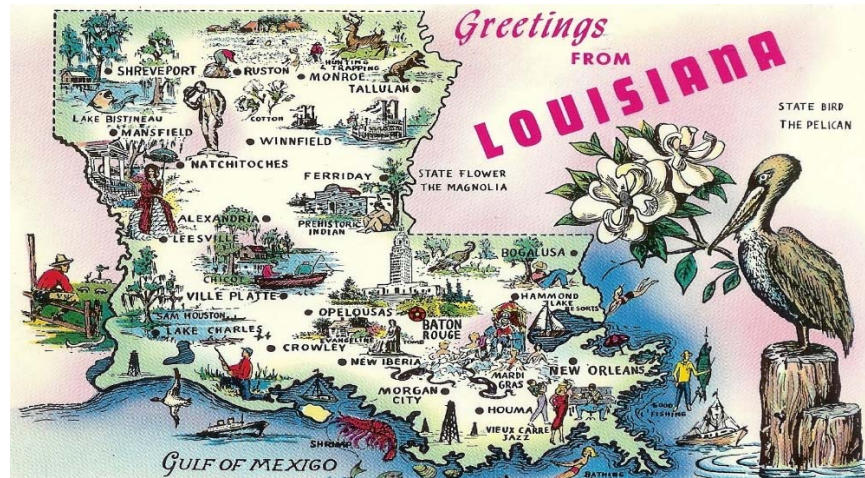 Greetings
FROM
LOUISIANA
STATE BIRD
THE PELICAN
STATE FLOWER
THE MAGNOLIA
SHREVEPORT
RUSTON
HUNTING
TRAPPING
MONROE
TALLULAH
LAKE BISTINEAU
MANSFIELD
COTTON
WINNFIELD
NATCHITOCHES
FERRIDAY
ALEXANDRIA
PREHISTORIC
INDIAN
LEESVILLE
BOGALUSA
CHICOT
VILLE PLATTE
HAMMOND
LAKE
RESORTS
SAM HOUSTON
OPELOUSAS
BATON
ROUGE
LAKE CHARLES
EVANGELINE
CROWLEY
NEW IBERIA
MARDI
GRAS
NEW ORLEANS
MORGAN
CITY
HOUMA
GOOD
FISHING
VIEUX CARRE
JAZZ
SHRIMP
GULF OF MEXICO
BATHING